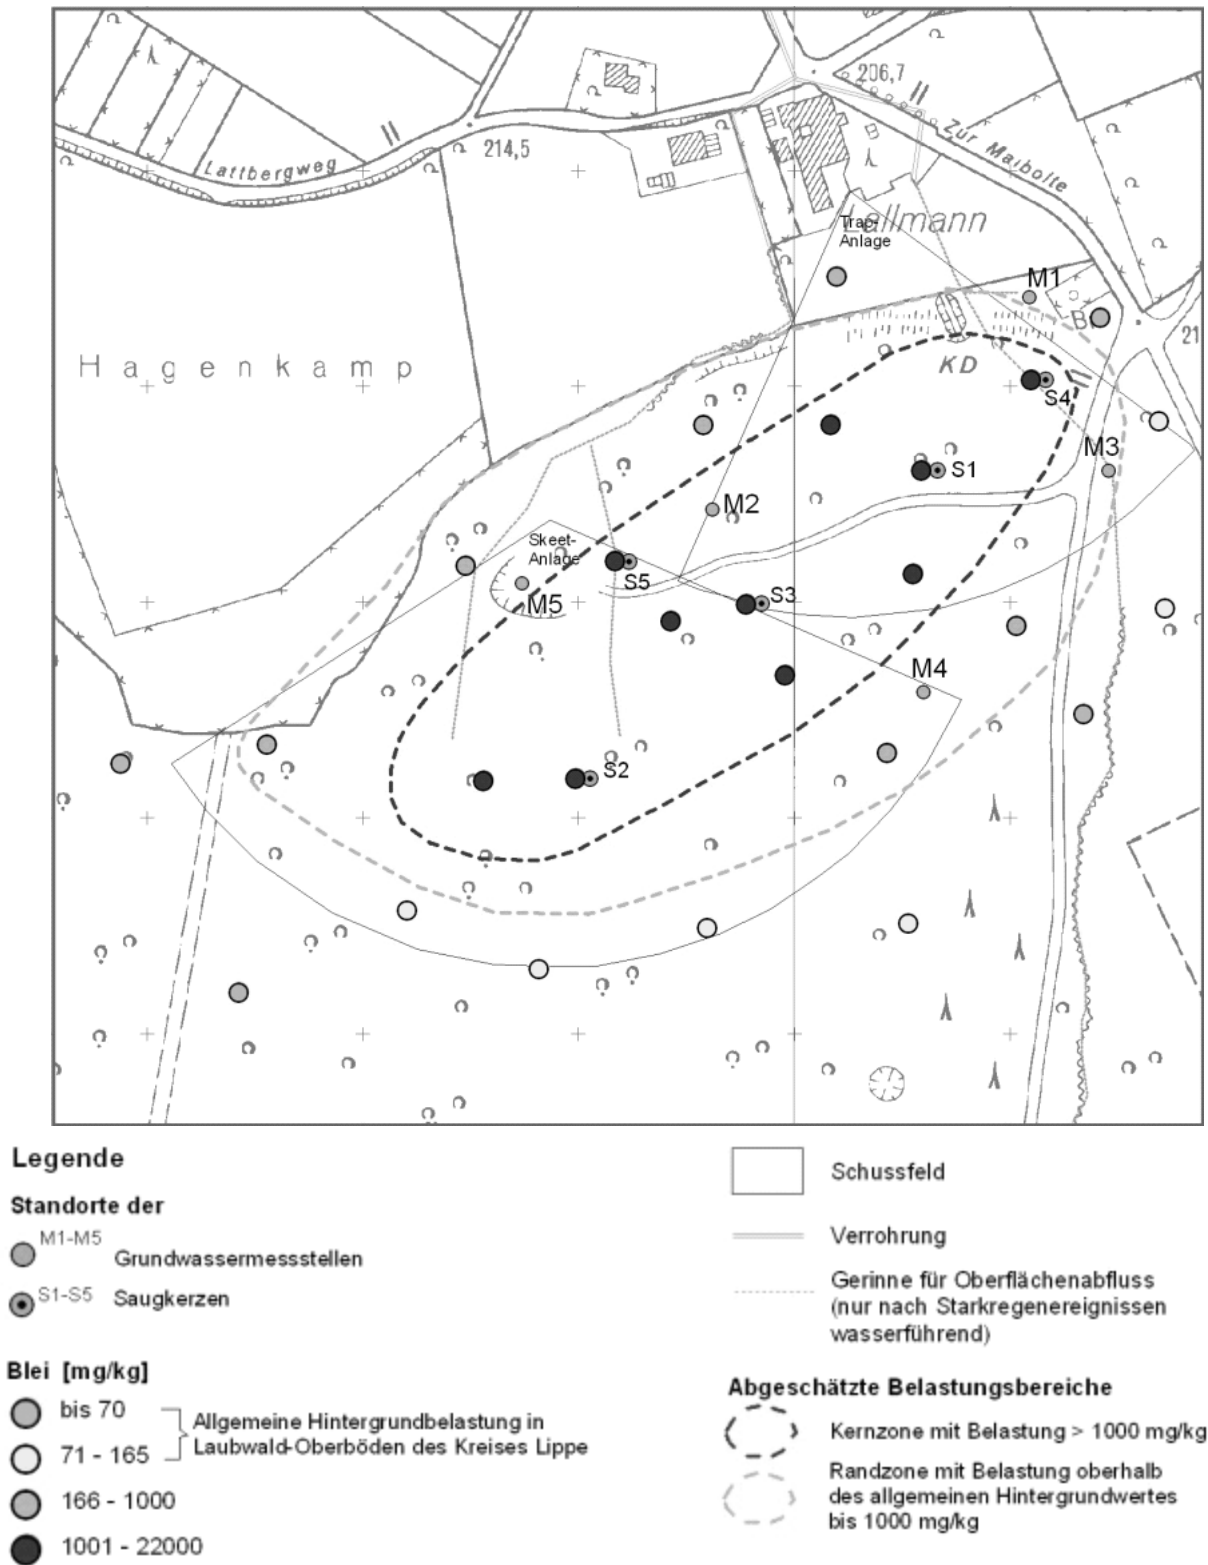 206,7
II
II
Zur Maibolte
214,5
Lattbergweg
Lallmann
Trap-
Anlage
M1
B.
21
KD
Hagenkamp
S4
M3
S1
M2
Skeet-
Anlage
S5
S3
M5
M4
S2
Legende
Standorte der
M1-M5 Grundwassermessstellen
S1-S5 Saugkerzen
Blei [mg/kg]
bis 70
71 - 165
Allgemeine Hintergrundbelastung in
Laubwald-Oberböden des Kreises Lippe
166 - 1000
1001 - 22000
Schussfeld
Verrohrung
Gerinne für Oberflächenabfluss
(nur nach Starkregenereignissen
wasserführend)
Abgeschätzte Belastungsbereiche
Kernzone mit Belastung > 1000 mg/kg
Randzone mit Belastung oberhalb
des allgemeinen Hintergrundwertes
bis 1000 mg/kg